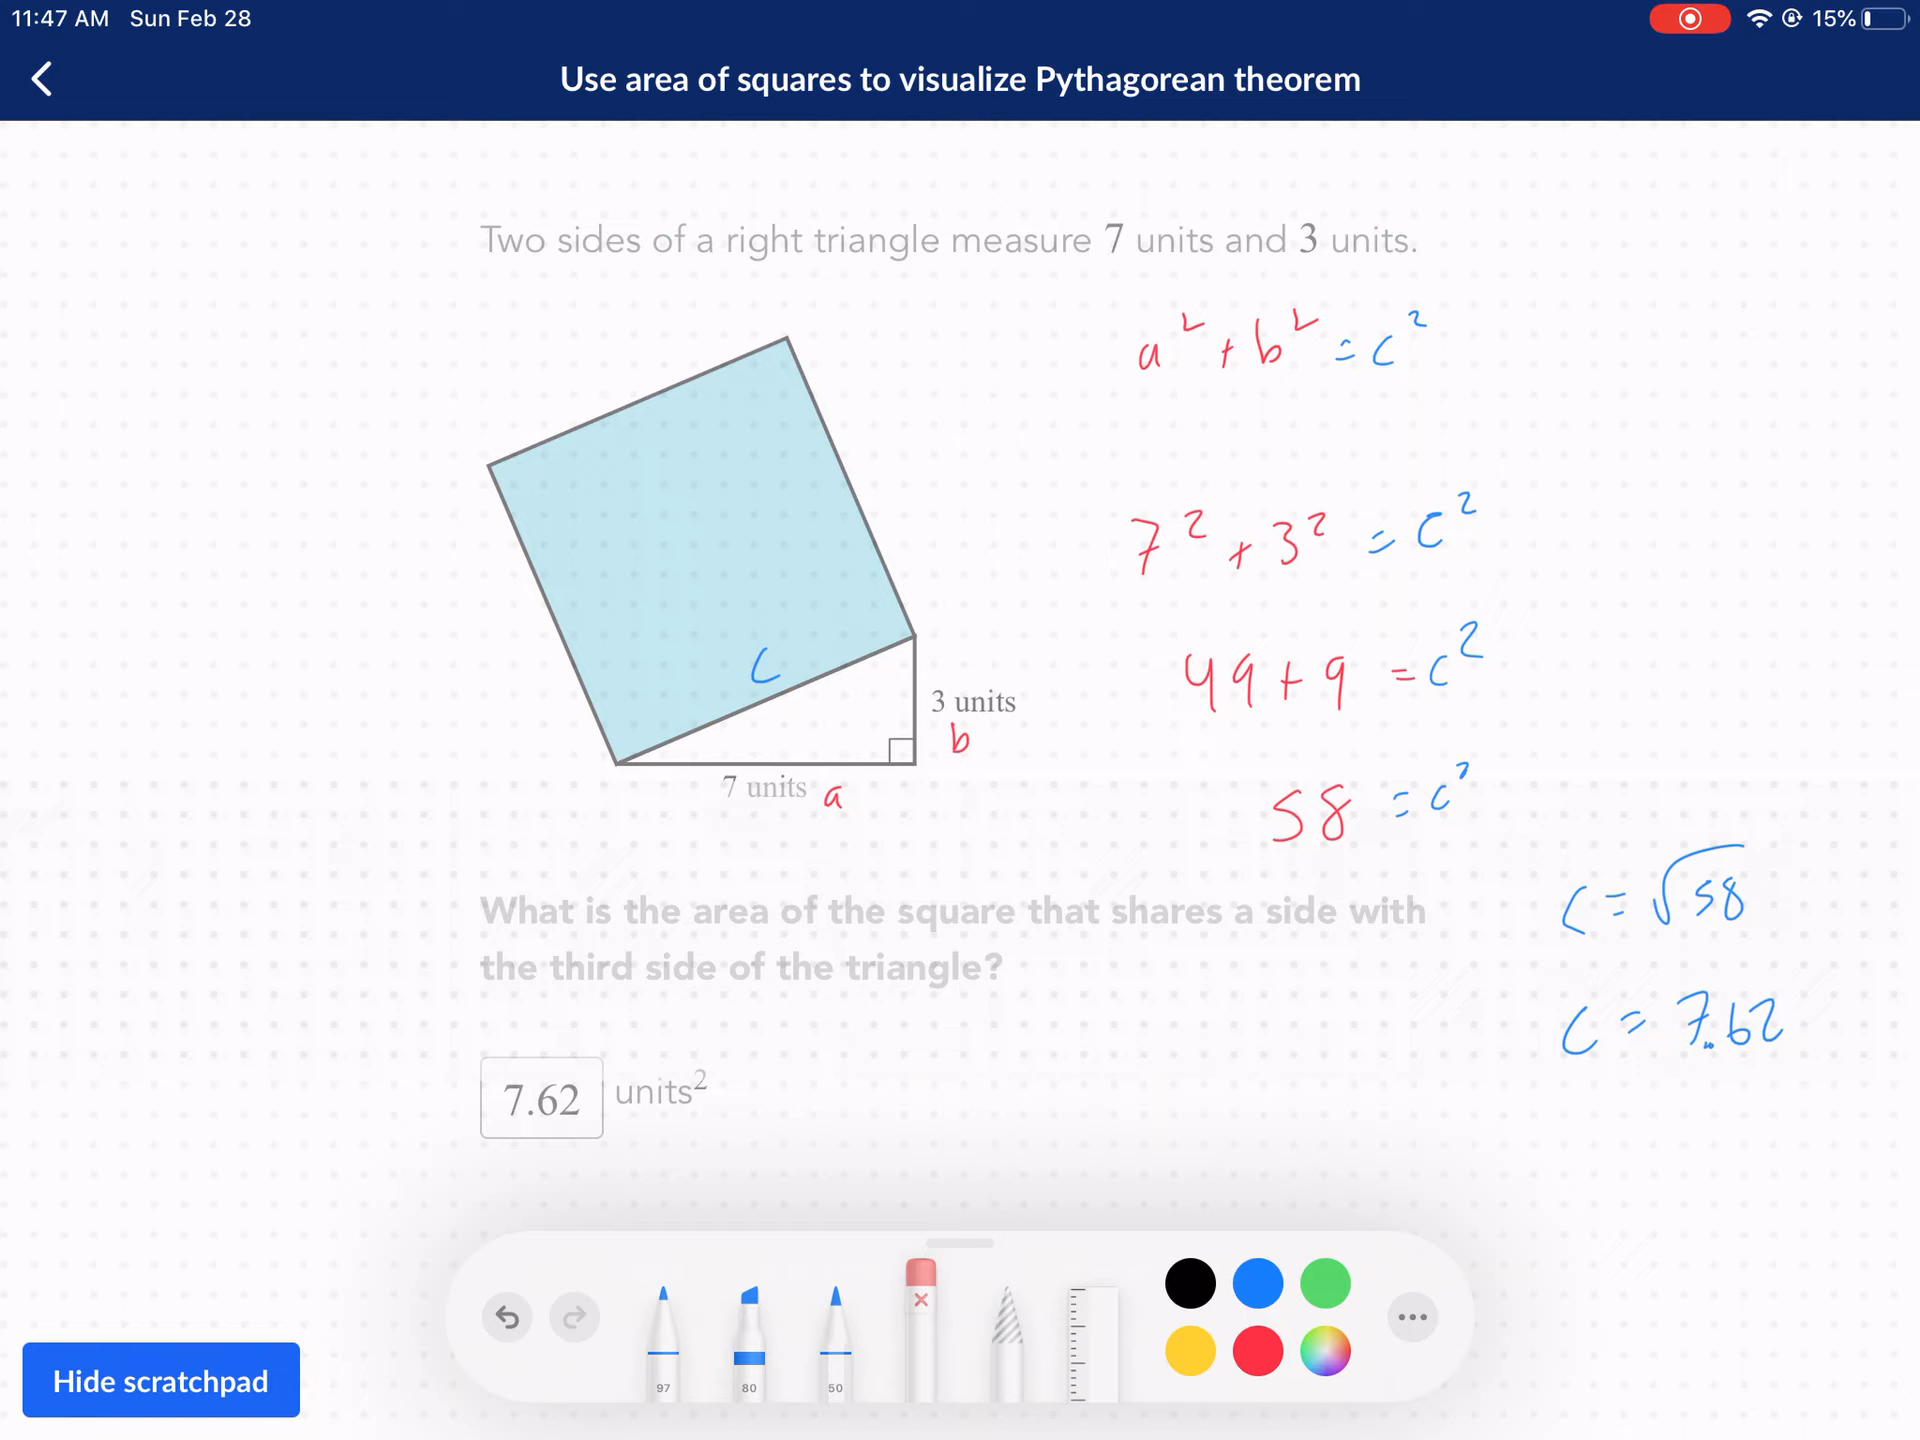 11:47 AM Sun Feb 28
15%
Use area of squares to visualize Pythagorean theorem
Two sides of a right triangle measure 7 units and 3 units.
a² + b² = c²
7² + 3² = c²
C
49 + 9 = c²
3 units
b
7 units a
58 = c²
What is the area of the square that shares a side with
the third side of the triangle?
C = √58
C = 7.62
7.62 units²
97
80
50
Hide scratchpad